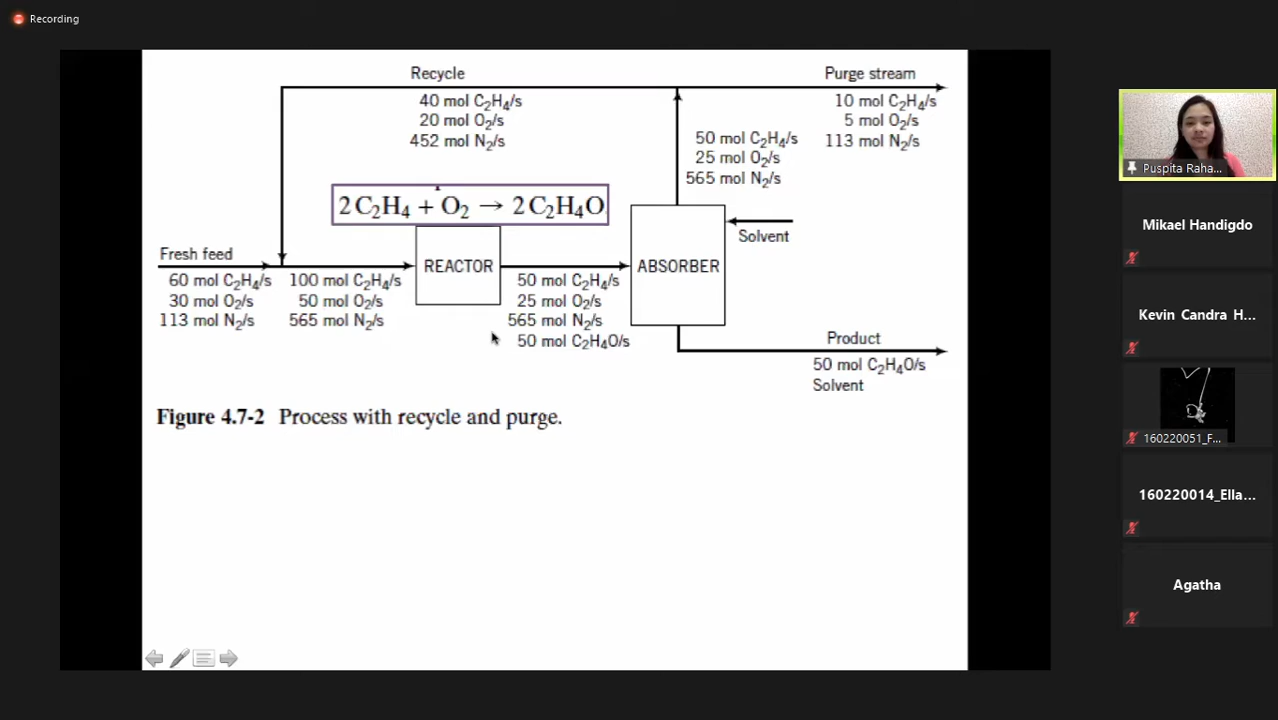 Recording
Recycle
40 mol C₂H₄/s
20 mol O₂/s
452 mol N₂/s
Purge stream
10 mol C₂H₄/s
5 mol O₂/s
113 mol N₂/s
50 mol C₂H₄/s
25 mol O₂/s
565 mol N₂/s
2 C₂H₄ + O₂ → 2 C₂H₄O
Solvent
Fresh feed
60 mol C₂H₄/s
30 mol O₂/s
113 mol N₂/s
100 mol C₂H₄/s
50 mol O₂/s
565 mol N₂/s
REACTOR
50 mol C₂H₄/s
25 mol O₂/s
565 mol N₂/s
50 mol C₂H₄O/s
ABSORBER
Product
50 mol C₂H₄O/s
Solvent
Figure 4.7-2 Process with recycle and purge.
Puspita Raha...
Mikael Handigdo
Kevin Candra H...
160220051_F...
160220014_Ella...
Agatha